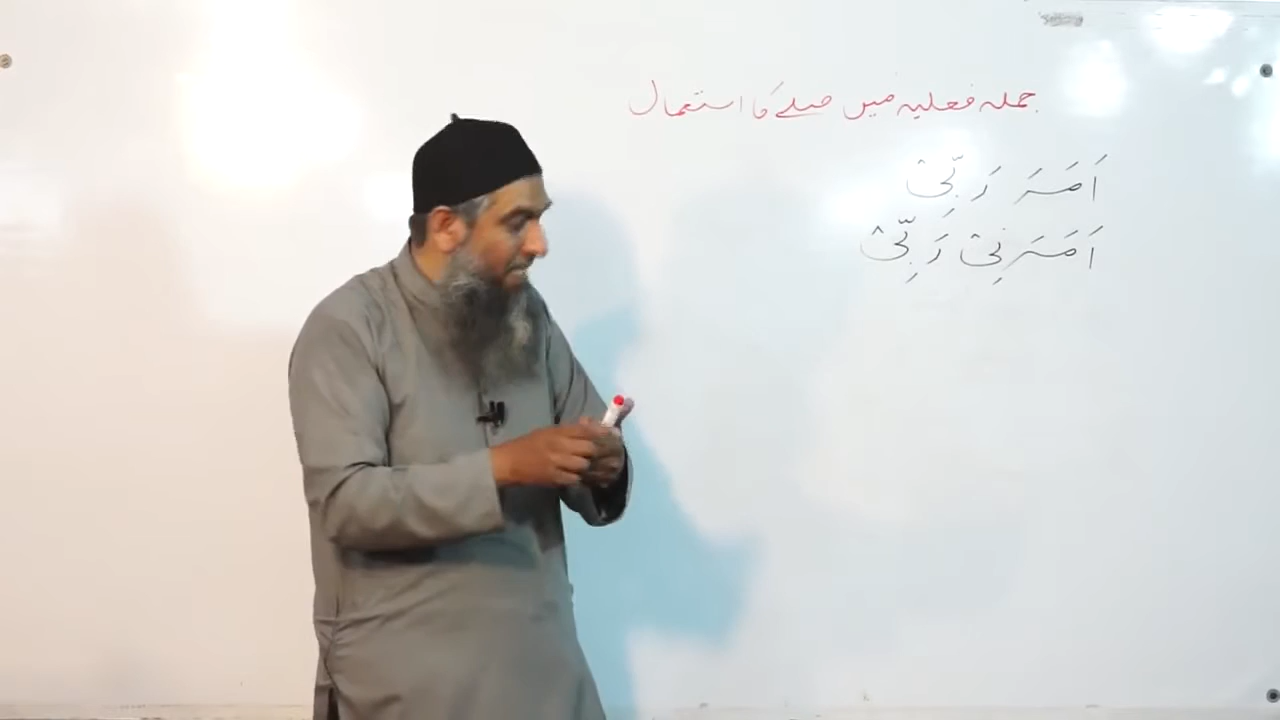 جملہ فعلیہ میں صلے کا استعمال
اَمَرَ رَبِّیْ
اَمَرَنِیْ رَبِّیْ